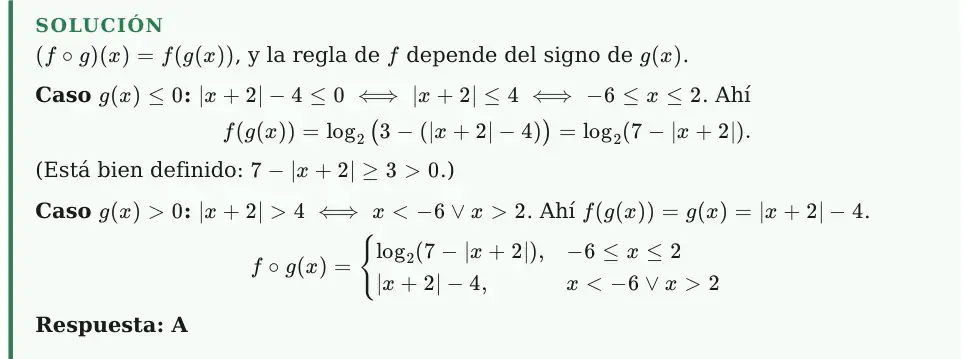 SOLUCIÓN
(f ∘ g)(x) = f(g(x)), y la regla de f depende del signo de g(x).
Caso g(x) ≤ 0: |x + 2| − 4 ≤ 0 ⟺ |x + 2| ≤ 4 ⟺ −6 ≤ x ≤ 2. Ahí
f(g(x)) = log₂ (3 − (|x + 2| − 4)) = log₂(7 − |x + 2|).
(Está bien definido: 7 − |x + 2| ≥ 3 > 0.)
Caso g(x) > 0: |x + 2| > 4 ⟺ x < −6 ∨ x > 2. Ahí f(g(x)) = g(x) = |x + 2| − 4.
f ∘ g(x) = { log₂(7 − |x + 2|), −6 ≤ x ≤ 2
|x + 2| − 4, x < −6 ∨ x > 2
Respuesta: A